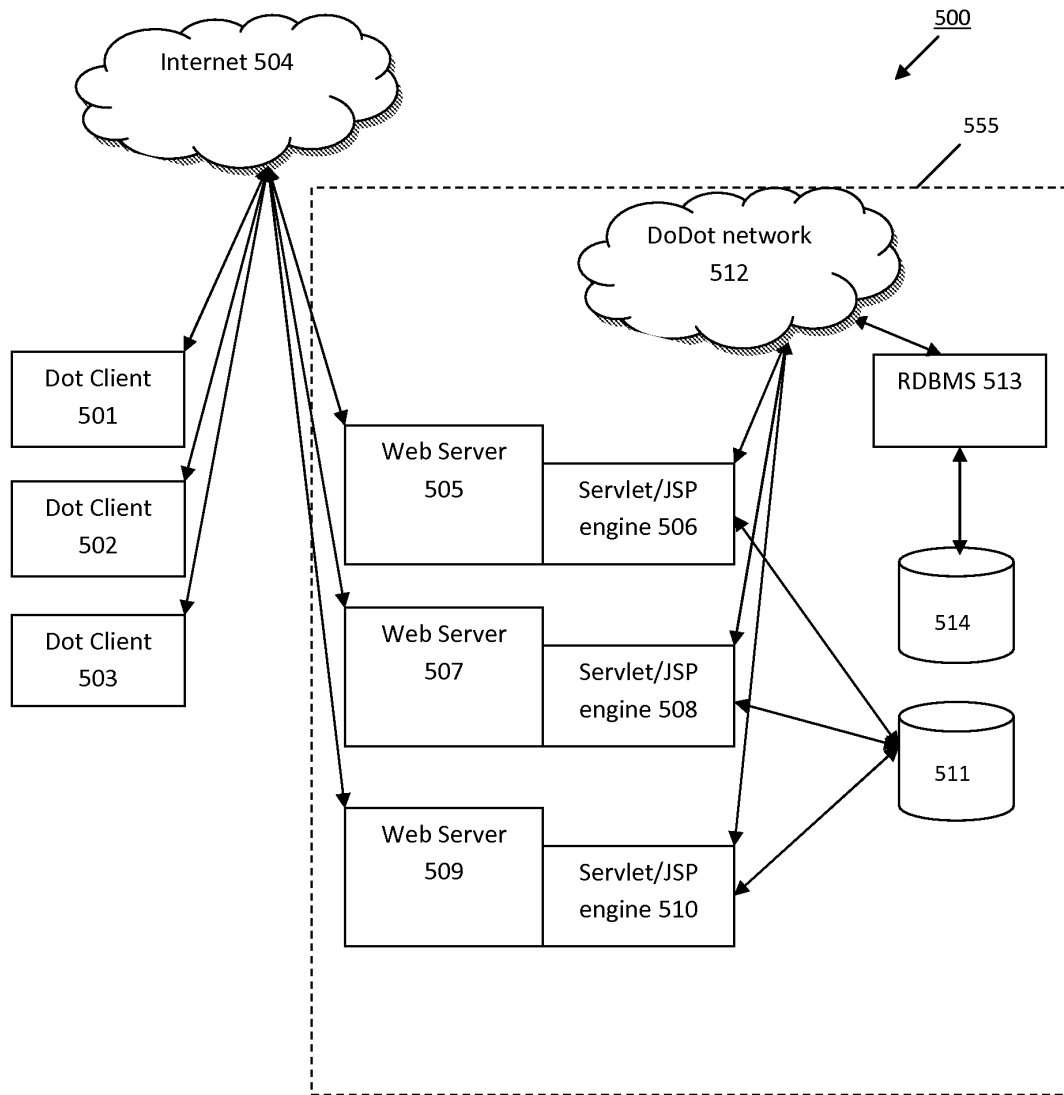 500
Internet 504
555
DoDot network
512
Dot Client
501
RDBMS 513
Web Server
505
Servlet/JSP
engine 506
Dot Client
502
514
Dot Client
503
Web Server
507
Servlet/JSP
engine 508
511
Web Server
509
Servlet/JSP
engine 510